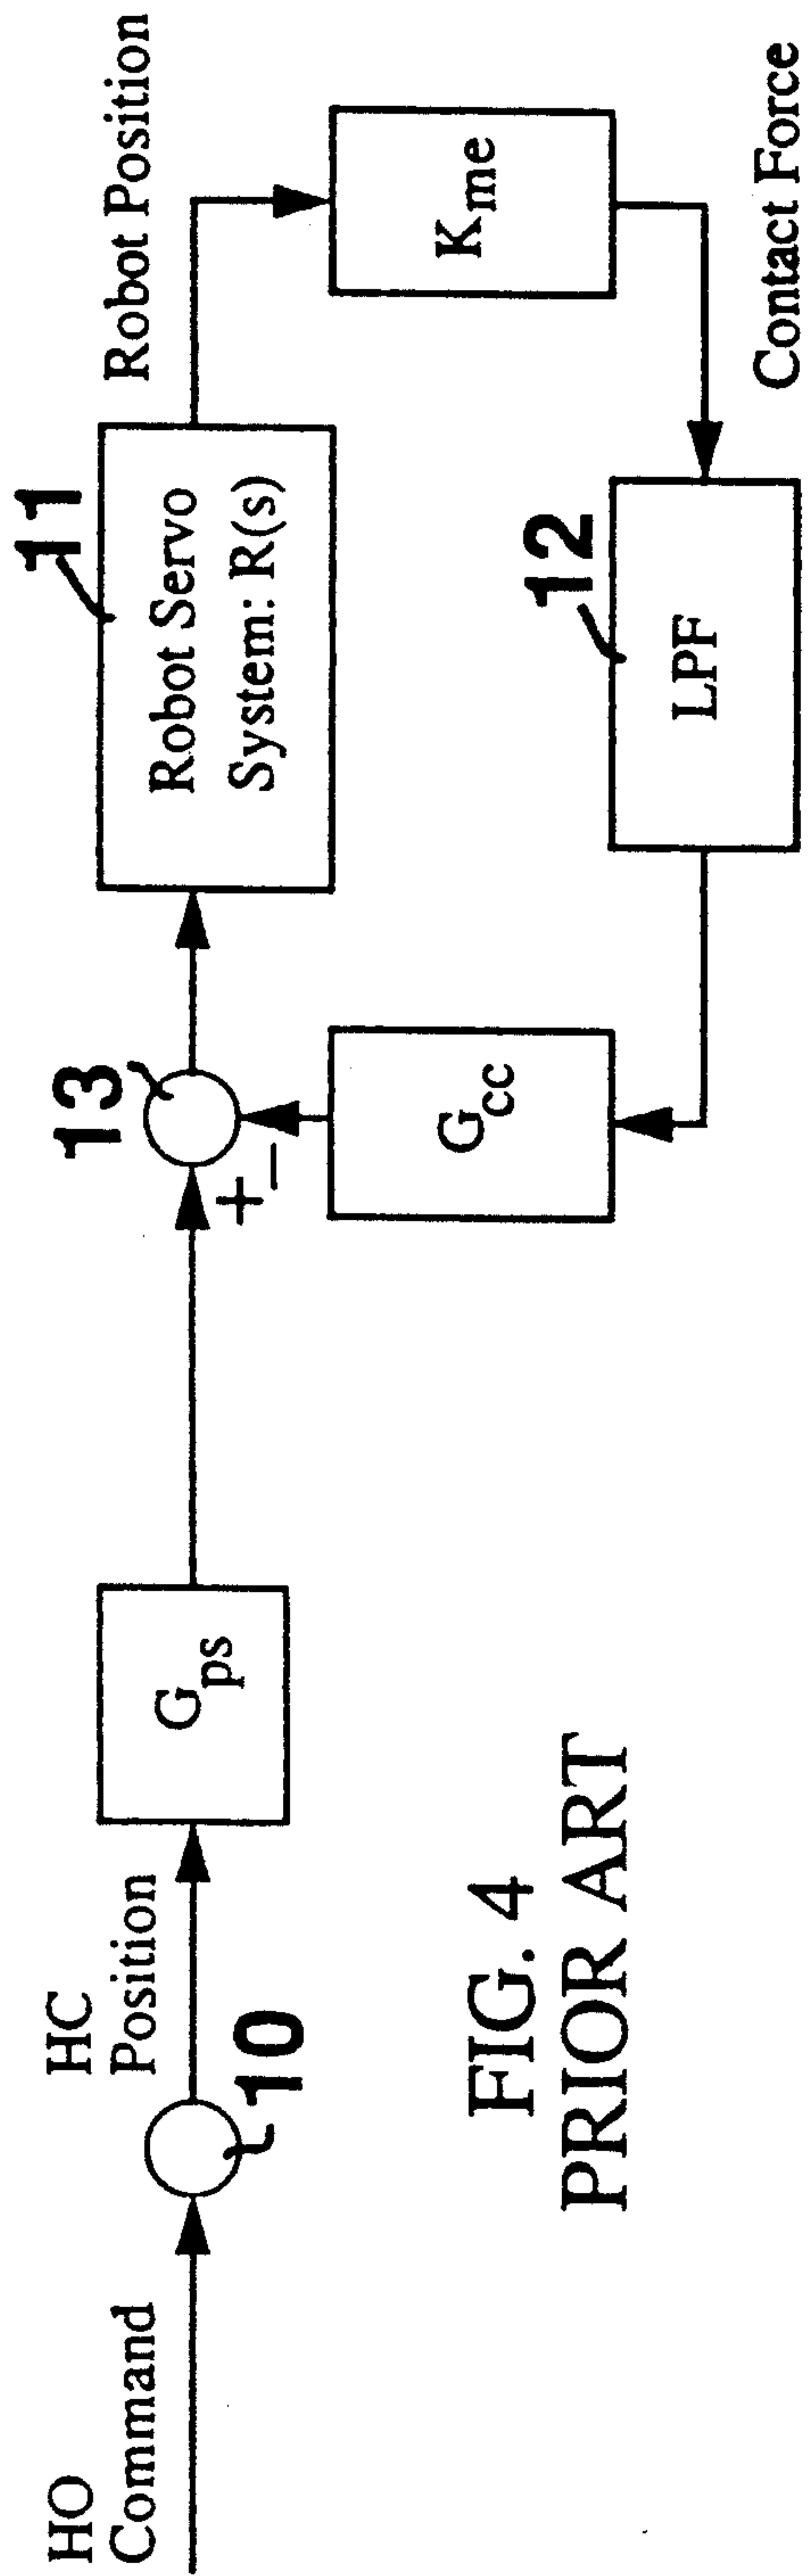 HO
Command
10
HC
Position
G_ps
13
+
−
11
Robot Servo
System: R(s)
Robot Position
K_me
Contact Force
12
LPF
G_cc
FIG. 4
PRIOR ART